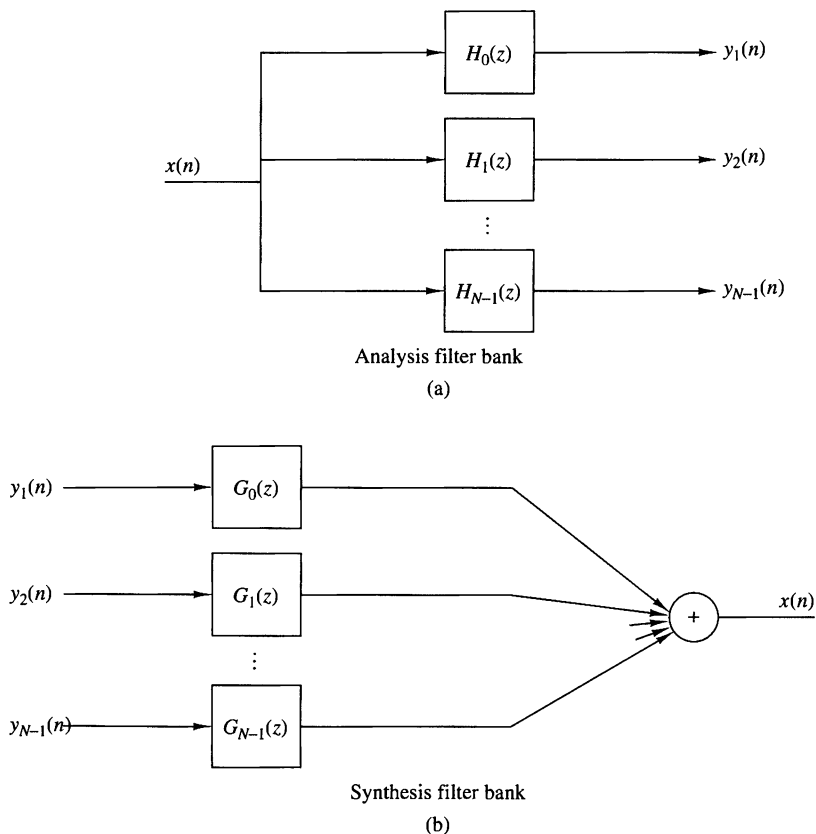 H_0(z) y_1(n)
H_1(z) y_2(n)
x(n)
⋮
H_{N-1}(z) y_{N-1}(n)
Analysis filter bank
(a)
y_1(n) G_0(z)
y_2(n) G_1(z)
x(n)
+
⋮
y_{N-1}(n) G_{N-1}(z)
Synthesis filter bank
(b)